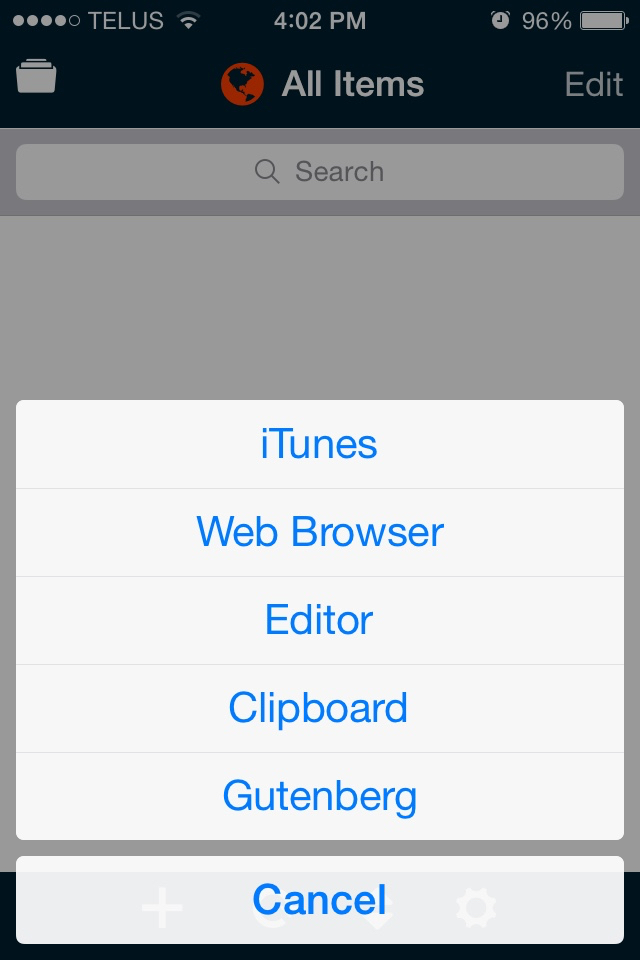 TELUS 4:02 PM 96%
All Items Edit
Search
iTunes
Web Browser
Editor
Clipboard
Gutenberg
Cancel